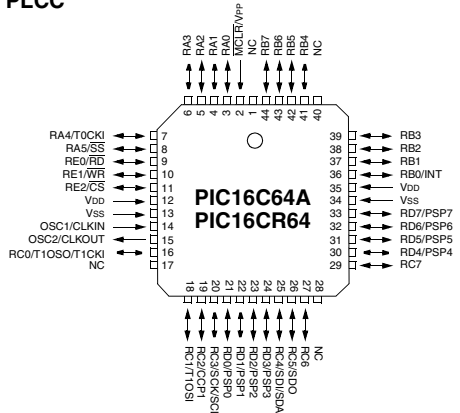 PLCC
RA3
RA2
RA1
RA0
MCLR/VPP
NC
RB7
RB6
RB5
RB4
NC
6
5
4
3
2
1
44
43
42
41
40
RA4/T0CKI
RA5/SS
RE0/RD
RE1/WR
RE2/CS
VDD
VSS
OSC1/CLKIN
OSC2/CLKOUT
RC0/T1OSO/T1CKI
NC
7
8
9
10
11
12
13
14
15
16
17
PIC16C64A
PIC16CR64
39
38
37
36
35
34
33
32
31
30
29
RB3
RB2
RB1
RB0/INT
VDD
VSS
RD7/PSP7
RD6/PSP6
RD5/PSP5
RD4/PSP4
RC7
18
19
20
21
22
23
24
25
26
27
28
RC1/T1OSI
RC2/CCP1
RC3/SCK/SCL
RD0/PSP0
RD1/PSP1
RD2/PSP2
RD3/PSP3
RC4/SDI/SDA
RC5/SDO
RC6
NC